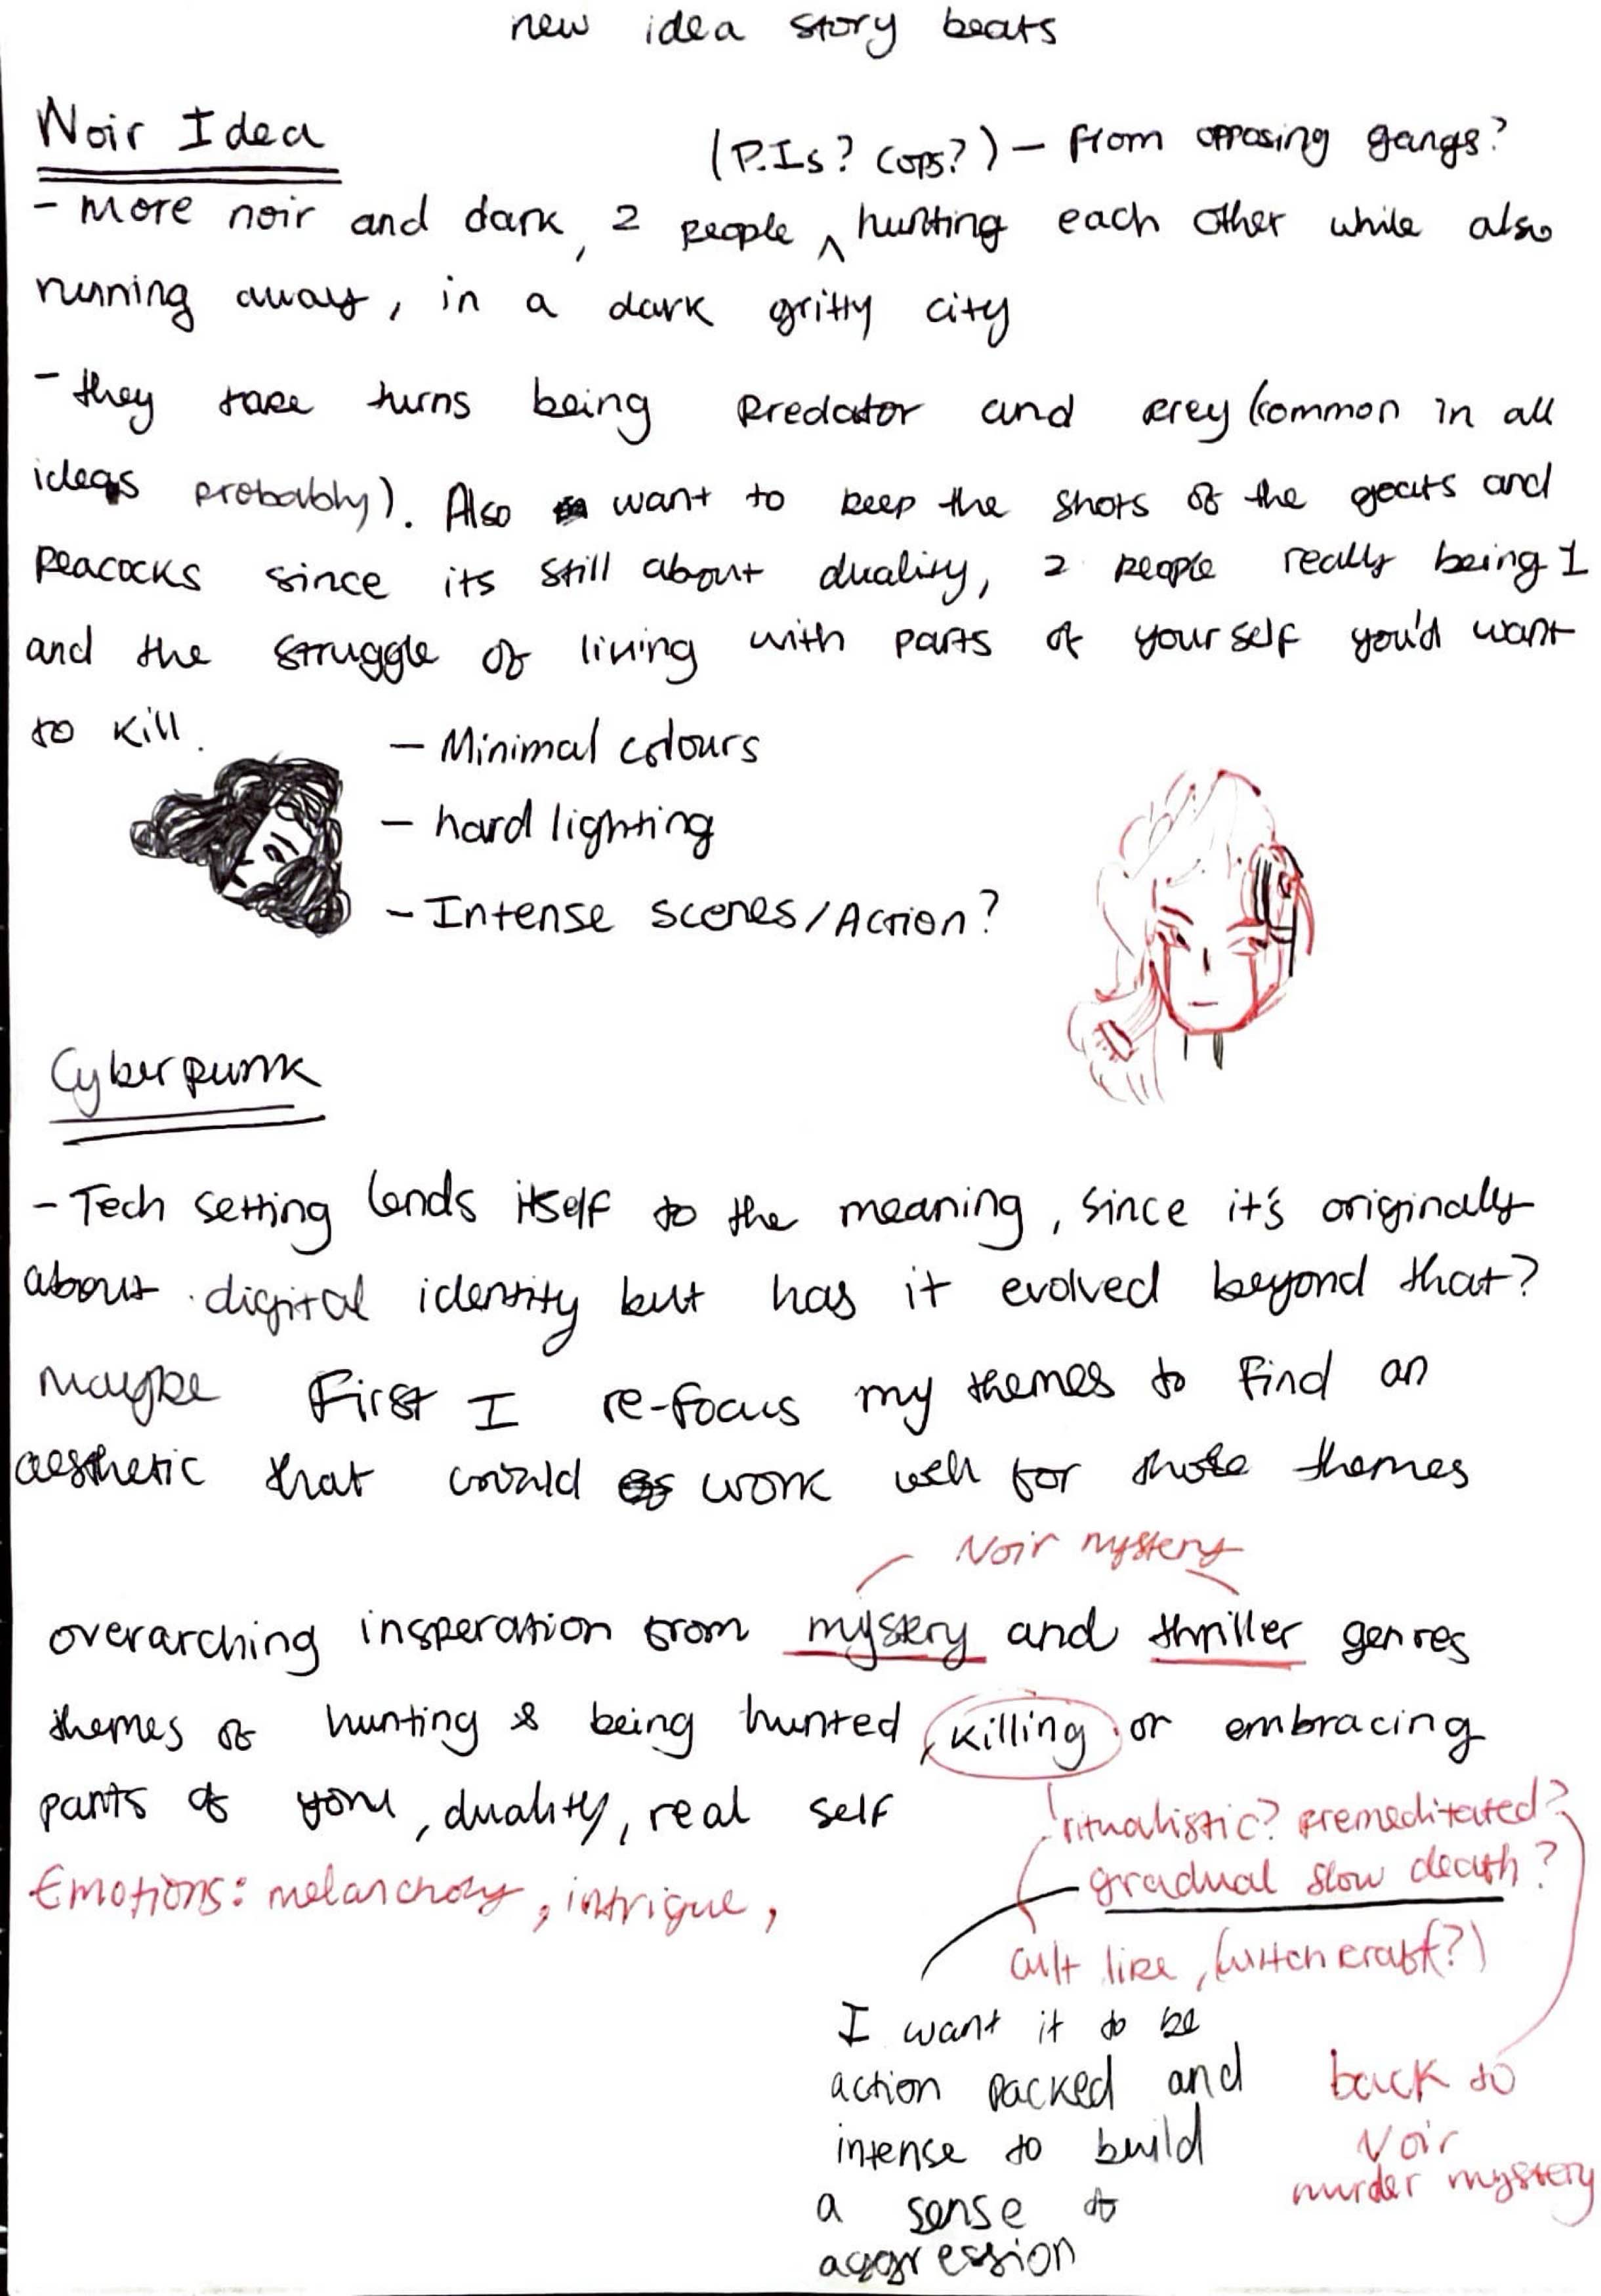 new idea story beats
Noir Idea
(P.Is? Cops?) – from opposing gangs?
- More noir and dark, 2 people ^ hunting each other while also
running away, in a dark gritty city
- they take turns being predator and prey (common in all
ideas probably). Also want to keep the shots of the goats and
peacocks since its still about duality, 2 people really being 1
and the struggle of living with parts of yourself you'd want
to kill.
- Minimal colours
- hard lighting
- Intense scenes/Action?
Cyberpunk
- Tech setting lends itself to the meaning, since it's originally
about digital identity but has it evolved beyond that?
maybe first I re-focus my themes to find an
aesthetic that would work well for those themes
Noir mystery
overarching insperation from mystery and thriller genres
themes of hunting & being hunted, killing or embracing
parts of you, duality, real self
ritualistic? premeditated?
- gradual slow death?
Emotions: melancholy, intrigue,
Cult like, (witchcraft?)
I want it to be
action packed and
intense to build
a sense of
aggression
back to
Noir
murder mystery